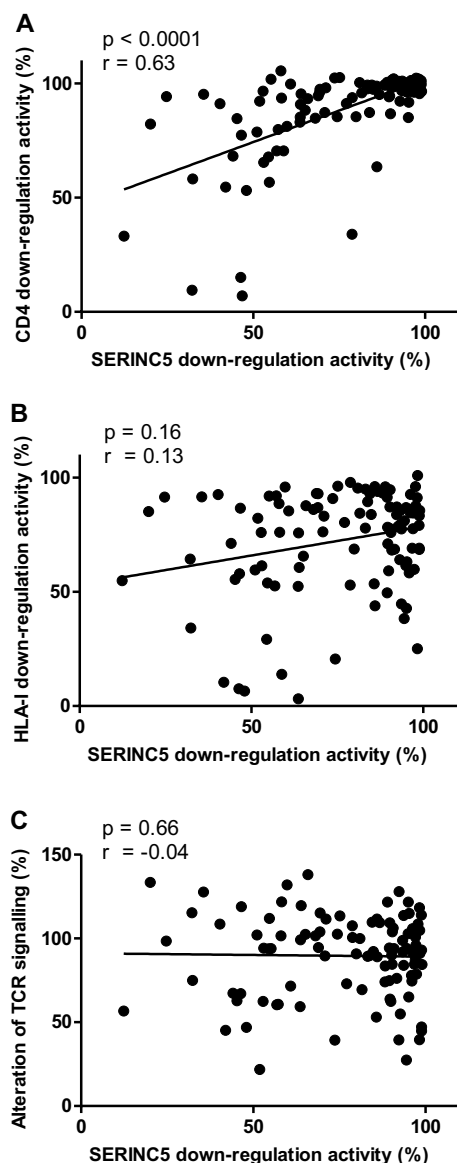 A
p < 0.0001
r = 0.63
CD4 down-regulation activity (%)
100
50
0
0 50 100
SERINC5 down-regulation activity (%)
B
p = 0.16
r = 0.13
HLA-I down-regulation activity (%)
100
50
0
0 50 100
SERINC5 down-regulation activity (%)
C
p = 0.66
r = -0.04
Alteration of TCR signalling (%)
150
100
50
0
0 50 100
SERINC5 down-regulation activity (%)